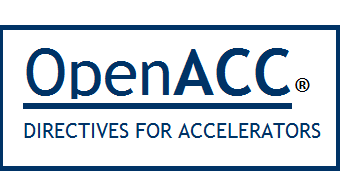 OpenACC®
DIRECTIVES FOR ACCELERATORS